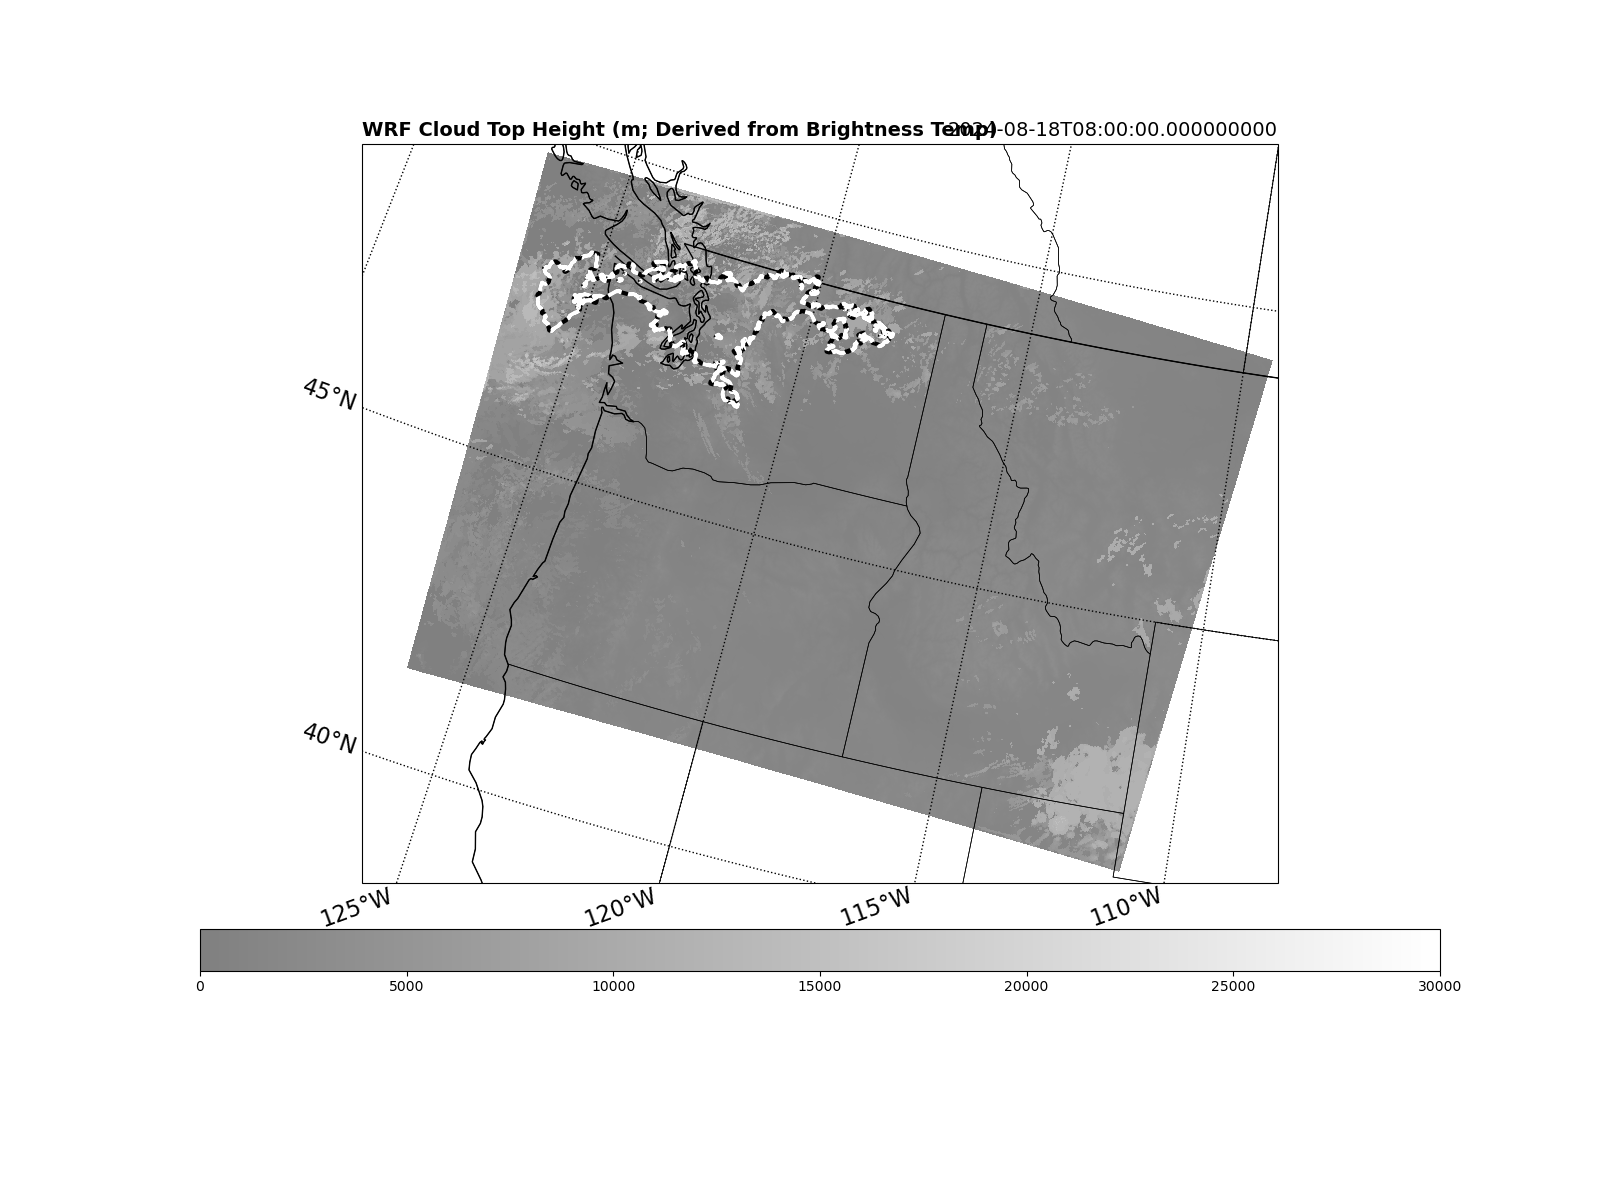 WRF Cloud Top Height (m; Derived from Brightness Temp) 2024-08-18T08:00:00.000000000
45°N
40°N
125°W 120°W 115°W 110°W
0 5000 10000 15000 20000 25000 30000